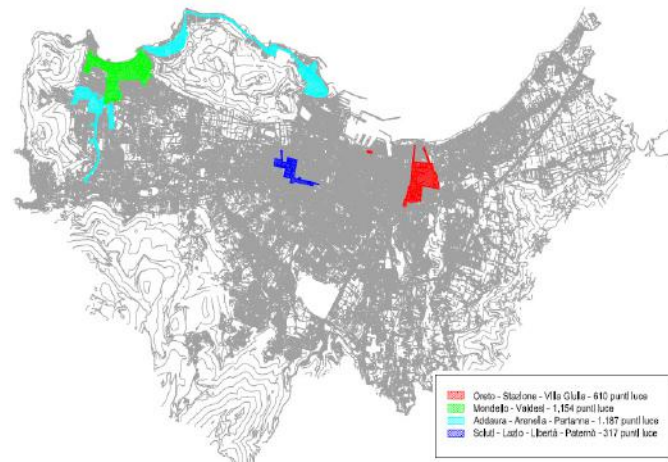 Oreto - Stazione - Villa Giulia - 610 punti luce
Mondello - Valdesi - 1,154 punti luce
Addaura - Arenella - Partanna - 1.187 punti luce
Sciuti - Lazio - Libertà - Paternò - 317 punti luce